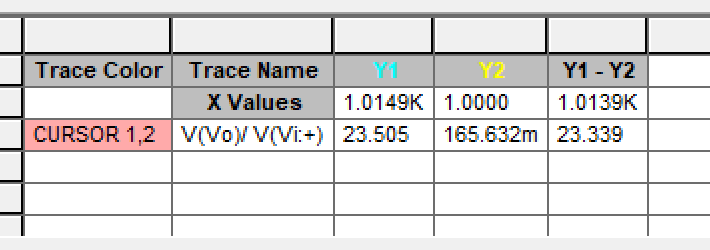 Trace Color Trace Name Y1 Y2 Y1 - Y2
X Values 1.0149K 1.0000 1.0139K
CURSOR 1,2 V(Vo)/ V(Vi:+) 23.505 165.632m 23.339